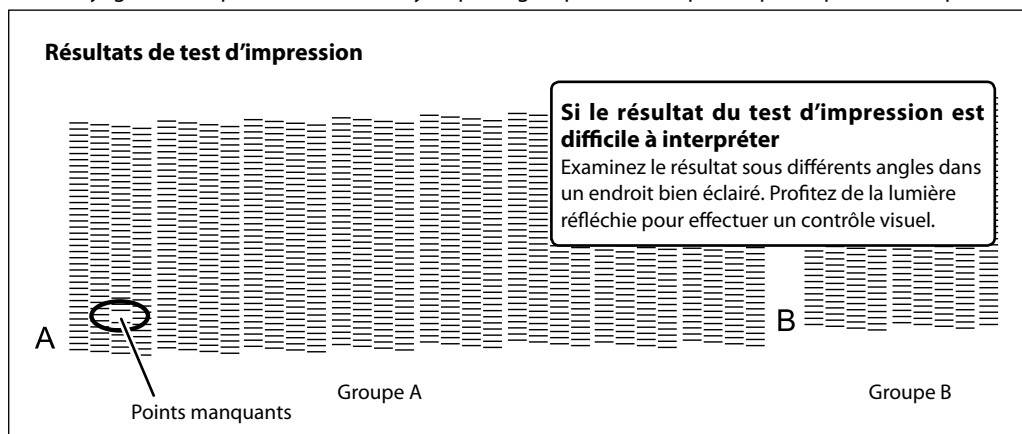 Résultats de test d’impression
Si le résultat du test d’impression est
difficile à interpréter
Examinez le résultat sous différents angles dans
un endroit bien éclairé. Profitez de la lumière
réfléchie pour effectuer un contrôle visuel.
A
B
Groupe A
Groupe B
Points manquants